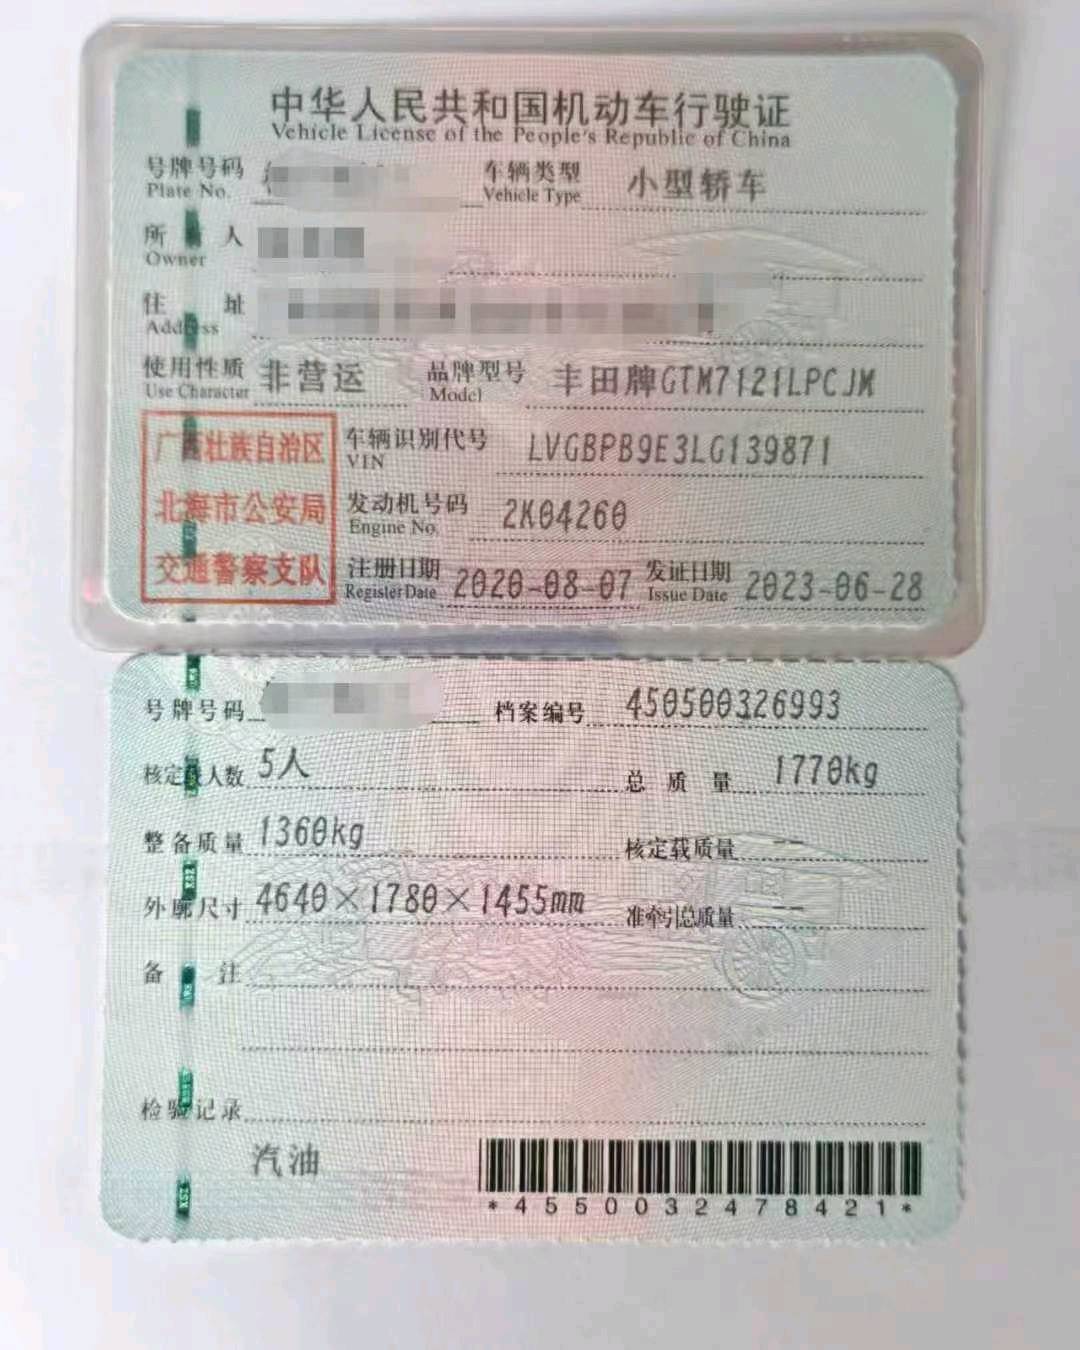 中华人民共和国机动车行驶证
Vehicle License of the People's Republic of China
号牌号码 车辆类型 小型轿车
Plate No. Vehicle Type
所 人
Owner
住 址
Address
使用性质 非营运 品牌型号 丰田牌GTM7121LPCJM
Use Character Model
广西壮族自治区
北海市公安局
交通警察支队
车辆识别代号 LVGBPB9E3LG139871
VIN
发动机号码 2K04260
Engine No.
注册日期 2020-08-07 发证日期 2023-06-28
Register Date Issue Date
号牌号码 档案编号 450500326993
核定载人数 5人 总质量 1770kg
整备质量 1360kg 核定载质量 --
外廓尺寸 4640×1780×1455mm 准牵引总质量 --
备 注
检验记录
汽油
*4550032478421*